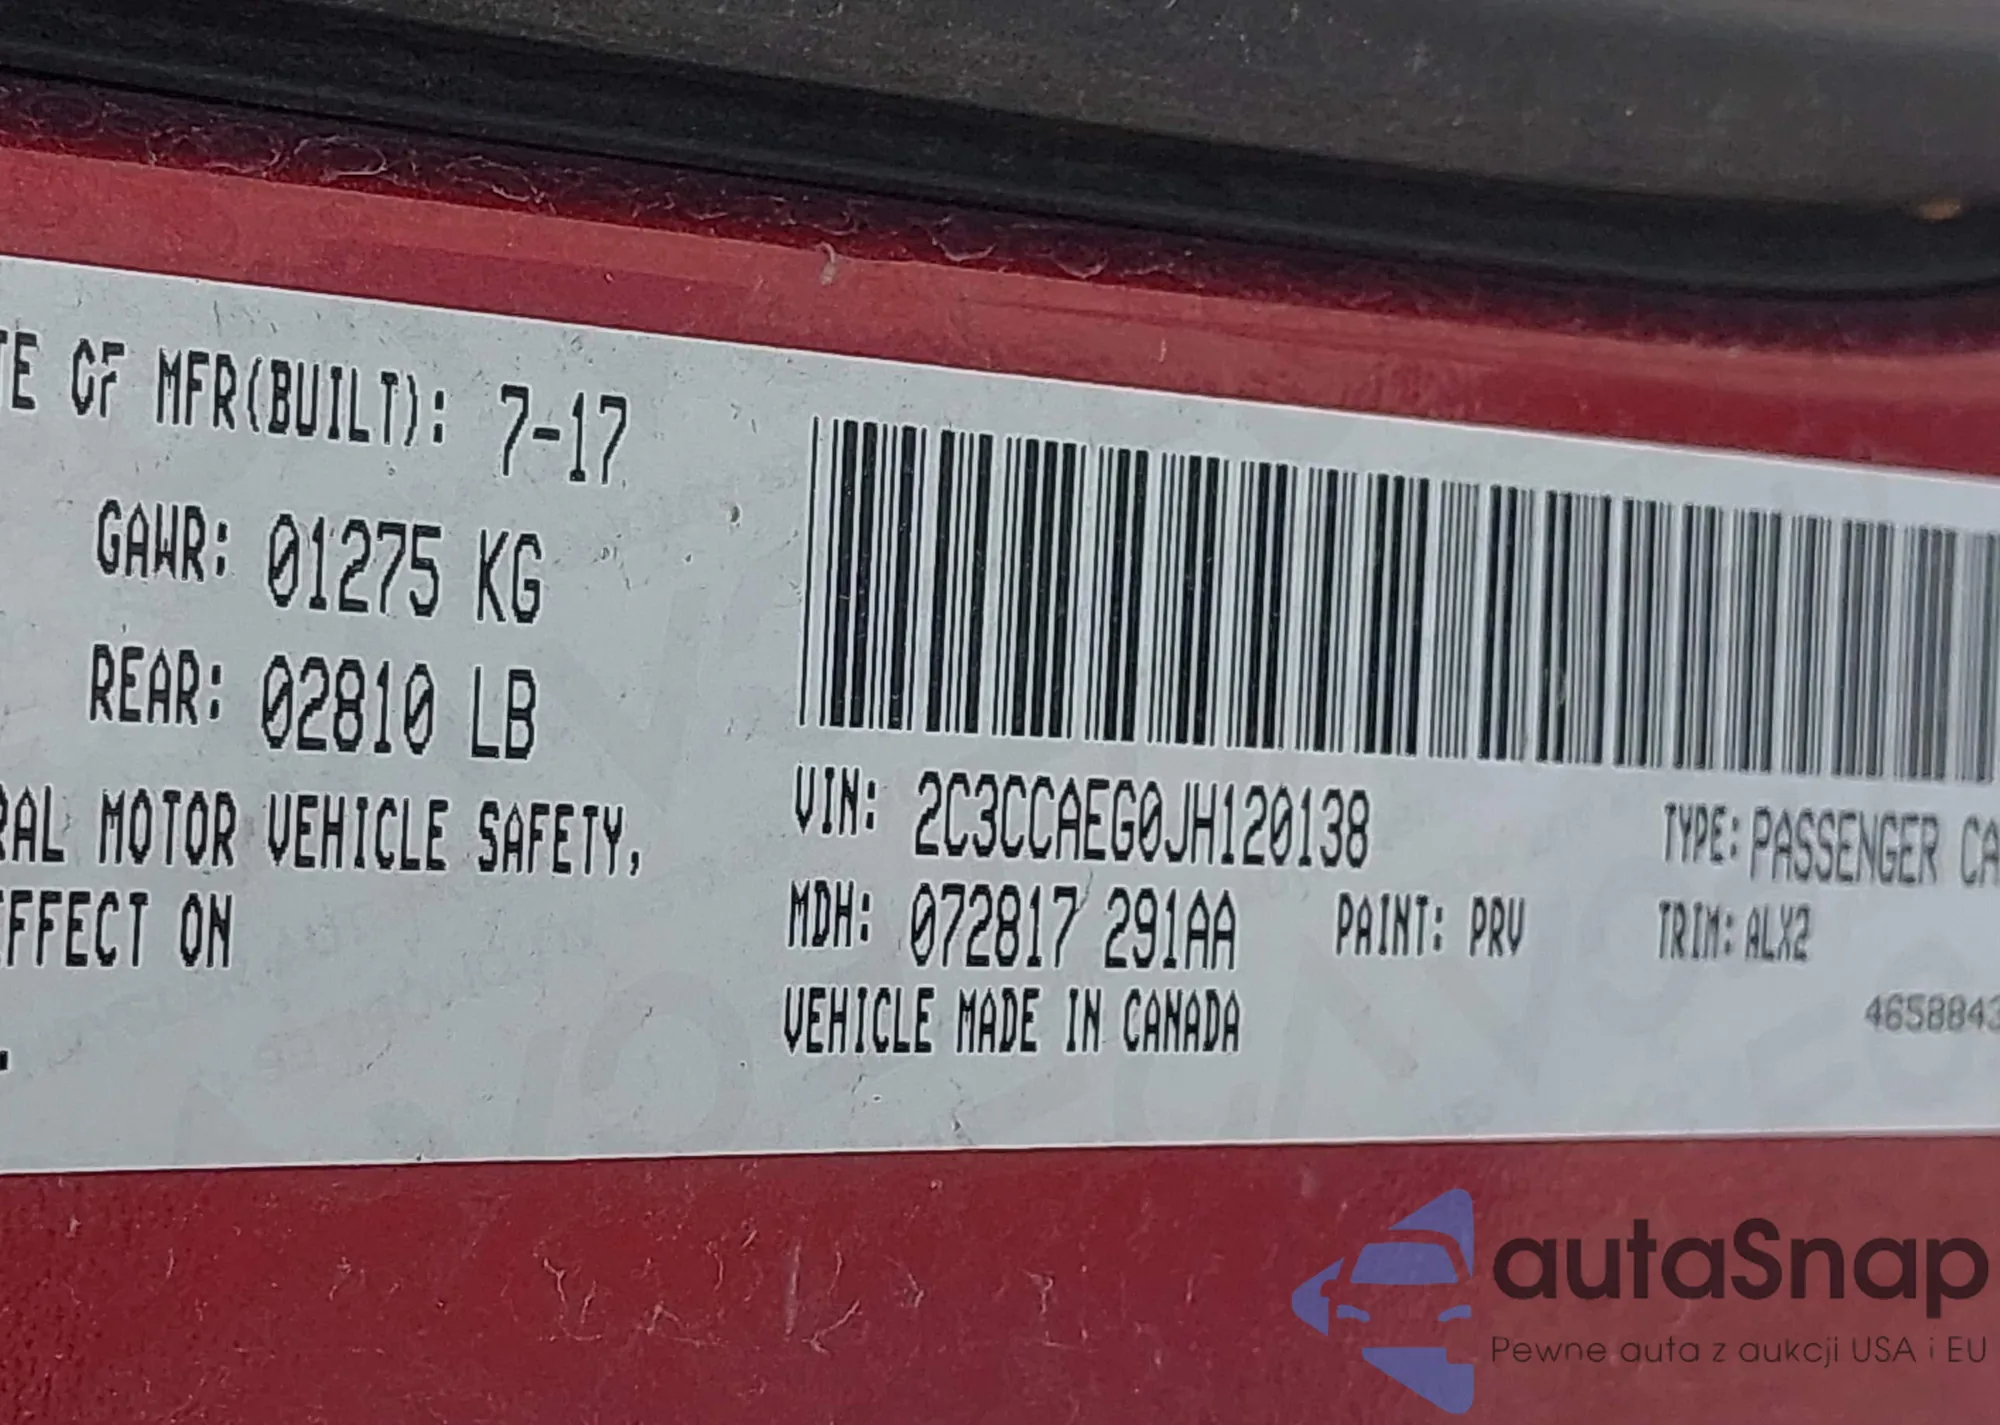 TE OF MFR(BUILT): 7-17
GAWR: 01275 KG
REAR: 02810 LB
RAL MOTOR VEHICLE SAFETY,
EFFECT ON
VIN: 2C3CCAEG0JH120138
TYPE: PASSENGER CA
MDH: 072817 291AA
PAINT: PRV
TRIM: ALX2
VEHICLE MADE IN CANADA
4658843
autaSnap
Pewne auta z aukcji USA i EU